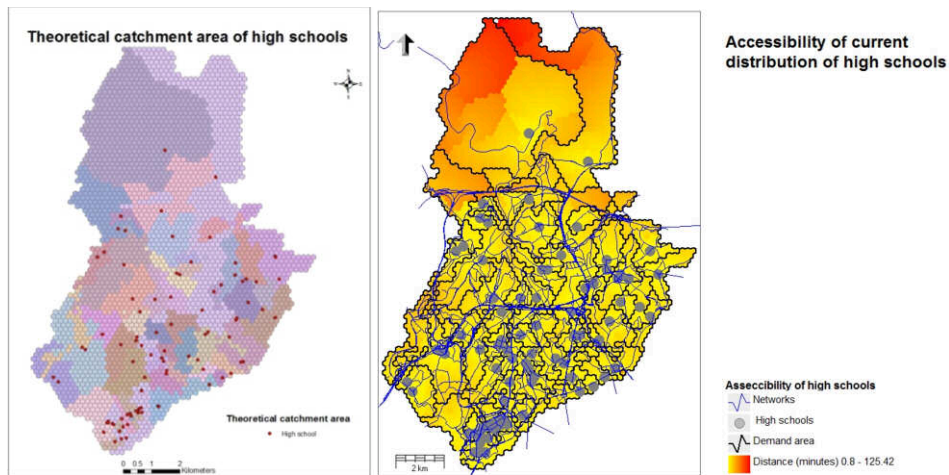 Theoretical catchment area of high schools
N
Theoretical catchment area
High school
0 0.5 1 2
Kilometers
2 km
Accessibility of current
distribution of high schools
Asseccibility of high schools
Networks
High schools
Demand area
Distance (minutes) 0.8 - 125.42